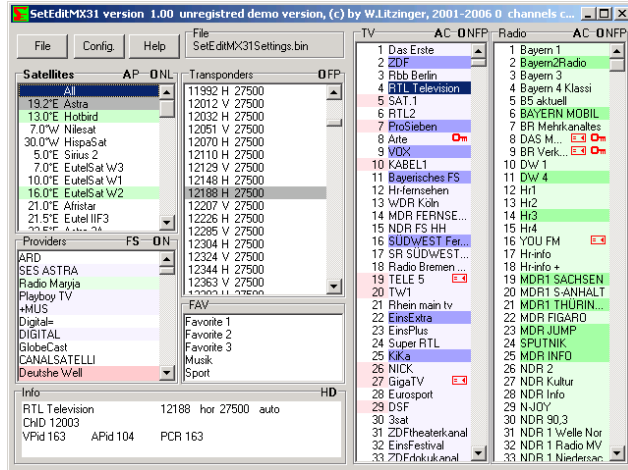 SetEditMX31 version 1.00 unregistred demo version, (c) by W.Litzinger, 2001-2006 0 channels c...
File
Config.
Help
File
SetEditMX31Settings.bin
Satellites AP ONL
All
19.2°E Astra
13.0°E Hotbird
7.0°W Nilesat
30.0°W HispaSat
5.0°E Sirius 2
7.0°E EutelSat W3
10.0°E EutelSat W1
16.0°E EutelSat W2
21.0°E Afristar
21.5°E Eutel IIF3
Transponders OFP
11992 H 27500
12012 V 27500
12032 H 27500
12051 V 27500
12070 H 27500
12110 H 27500
12129 V 27500
12148 H 27500
12168 H 27500
12188 H 27500
12207 V 27500
12226 H 27500
12285 V 27500
12304 H 27500
12324 V 27500
12344 H 27500
12363 V 27500
Providers FS ON
ARD
SES ASTRA
Radio Maryja
Playboy TV
+MUS
Digital=
DIGITAL
GlobeCast
CANALSATELLI
Deutshe Well
FAV
Favorite 1
Favorite 2
Favorite 3
Musik
Sport
Info HD
RTL Television 12188 hor 27500 auto
ChID 12003
VPid 163 APid 104 PCR 163
TV AC ONFP
1 Das Erste
2 ZDF
3 Rbb Berlin
4 RTL Television
5 SAT.1
6 RTL2
7 ProSieben
8 Arte
9 VOX
10 KABEL1
11 Bayerisches FS
12 Hr-fernsehen
13 WDR Köln
14 MDR FERNSE...
15 NDR FS HH
16 SÜDWEST Fer...
17 SR SÜDWEST...
18 Radio Bremen ...
19 TELE 5
20 TW1
21 Rhein main tv
22 EinsExtra
23 EinsPlus
24 Super RTL
25 KiKa
26 NICK
27 GigaTV
28 Eurosport
29 DSF
30 3sat
31 ZDFtheaterkanal
32 EinsFestival
33 ZDFdokukanal
Radio AC ONFP
1 Bayern 1
2 Bayern2Radio
3 Bayern 3
4 Bayern 4 Klassi
5 B5 aktuell
6 BAYERN MOBIL
7 BR Mehrkanaltes
8 DAS M...
9 BR Verk...
10 DW 1
11 DW 4
12 Hr1
13 Hr2
14 Hr3
15 Hr4
16 YOU FM
17 Hr-info
18 Hr-info +
19 MDR1 SACHSEN
20 MDR1 S-ANHALT
21 MDR1 THÜRIN...
22 MDR FIGARO
23 MDR JUMP
24 SPUTNIK
25 MDR INFO
26 NDR 2
27 NDR Kultur
28 NDR Info
29 N-JOY
30 NDR 90,3
31 NDR 1 Welle Nor
32 NDR 1 Radio MV
33 NDR 1 Niedersac